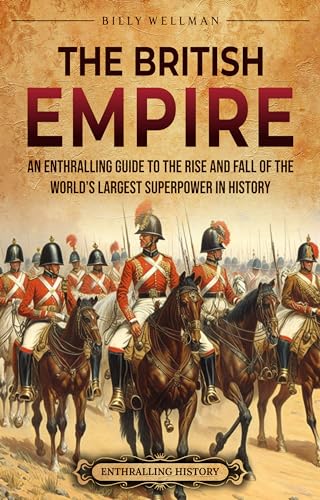 BILLY WELLMAN
THE BRITISH
EMPIRE
AN ENTHRALLING GUIDE TO THE RISE AND FALL OF THE
WORLD'S LARGEST SUPERPOWER IN HISTORY
ENTHRALLING HISTORY